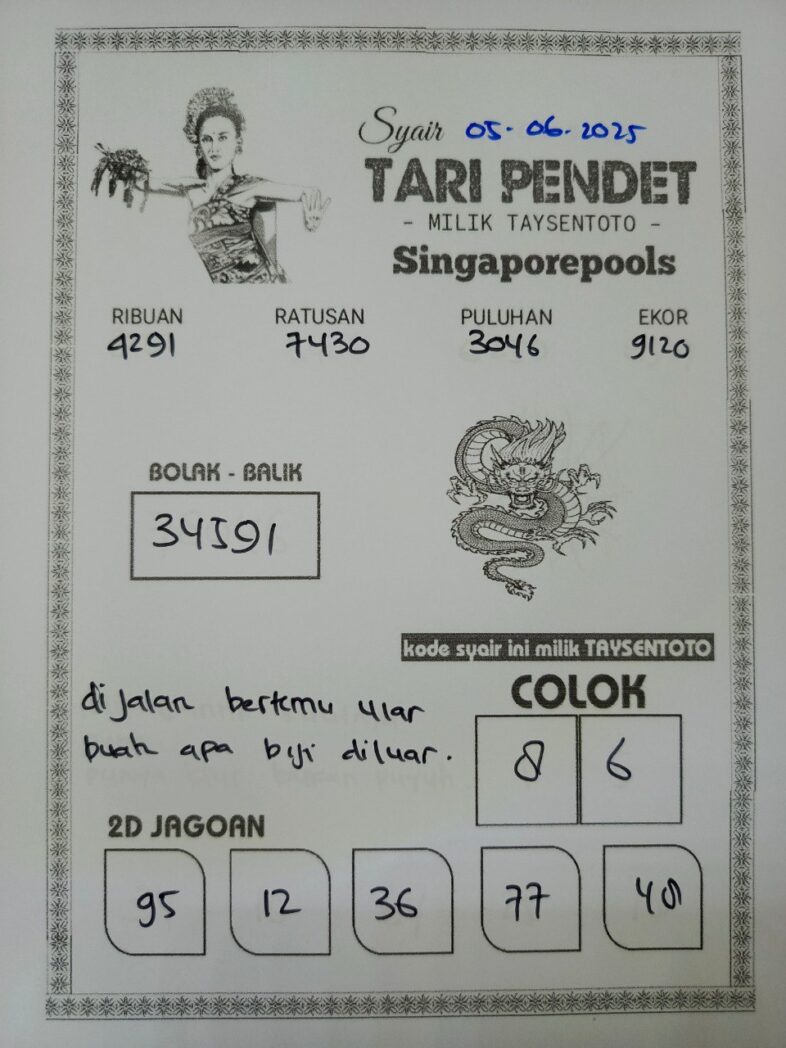 Syair 05-06-2025
TARI PENDET
- MILIK TAYSENTOTO -
Singaporepools
RIBUAN RATUSAN PULUHAN EKOR
4291 7430 3046 9120
BOLAK - BALIK
34591
kode syair ini milik TAYSENTOTO
di jalan bertemu ular
buah apa biji diluar.
COLOK
8 6
2D JAGOAN
95 12 36 77 48